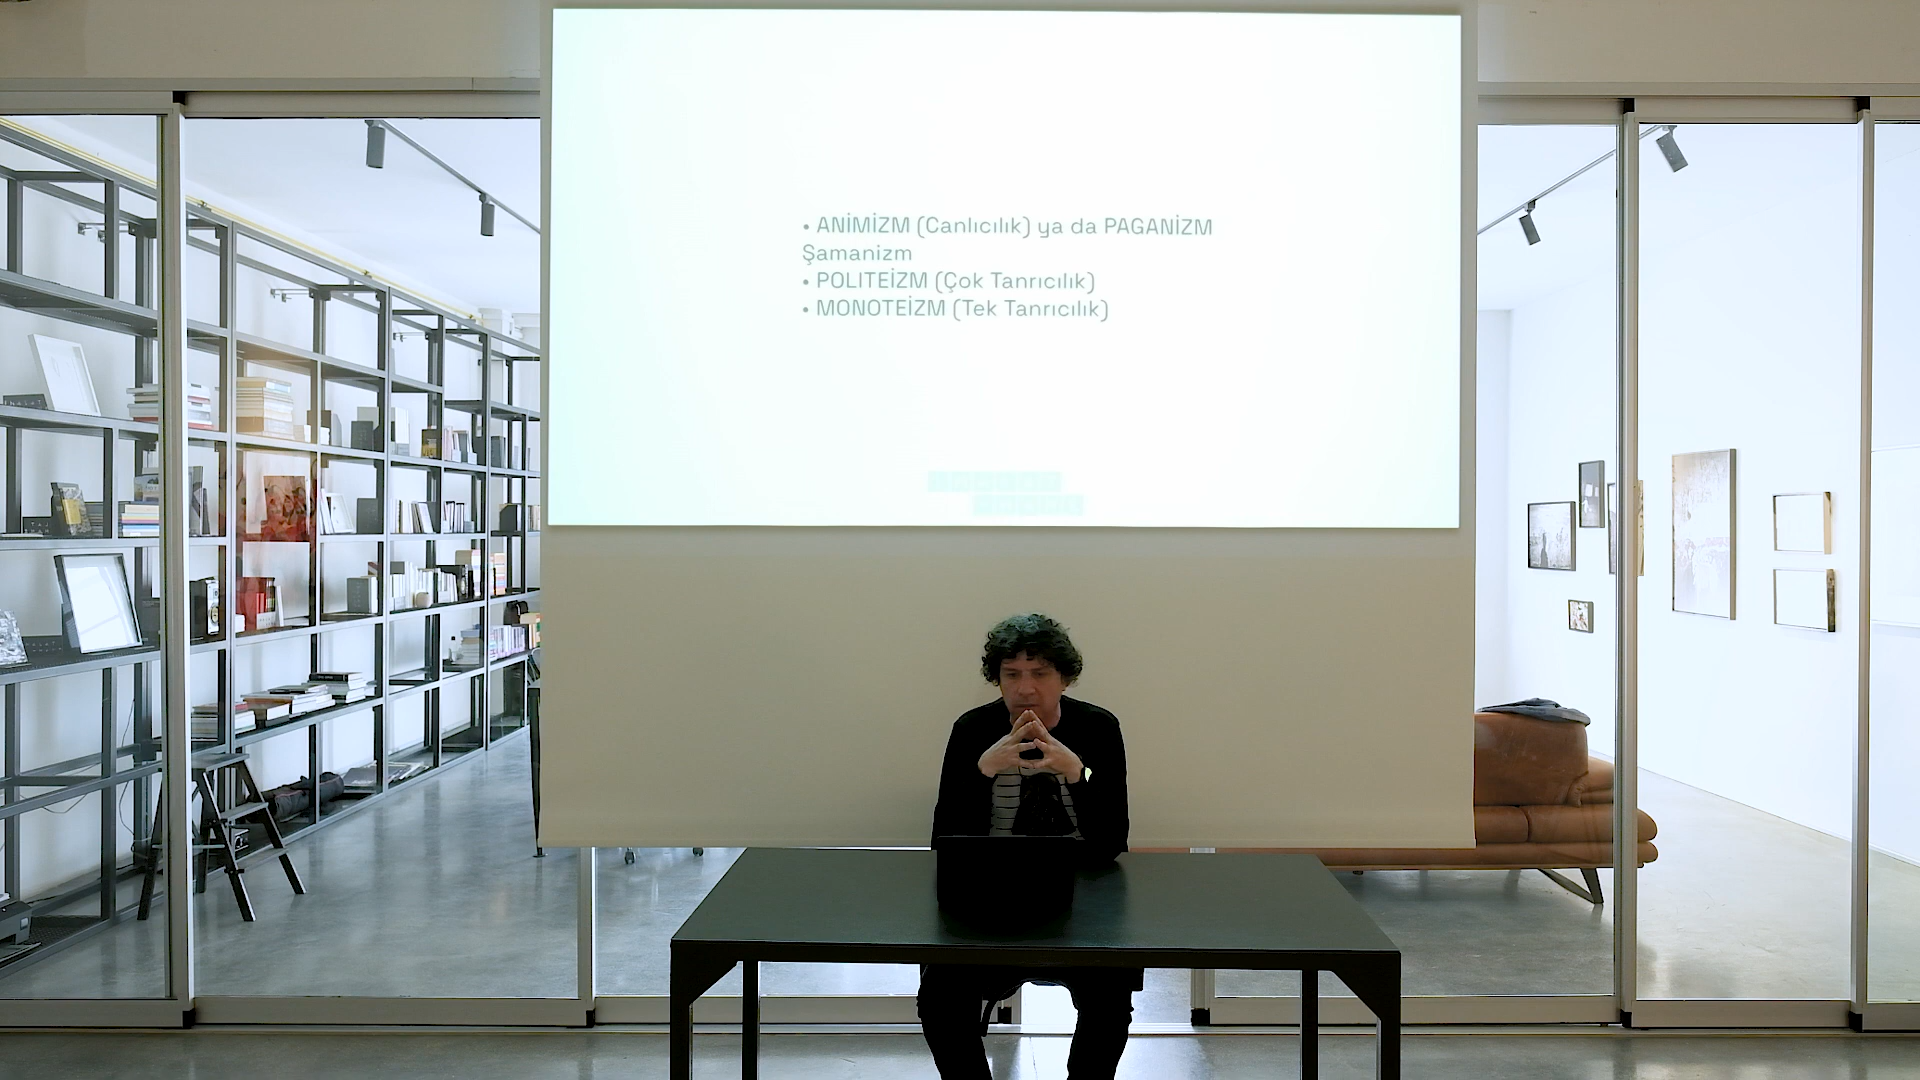 • ANİMİZM (Canlıcılık) ya da PAGANİZM
Şamanizm
• POLITEİZM (Çok Tanrıcılık)
• MONOTEİZM (Tek Tanrıcılık)